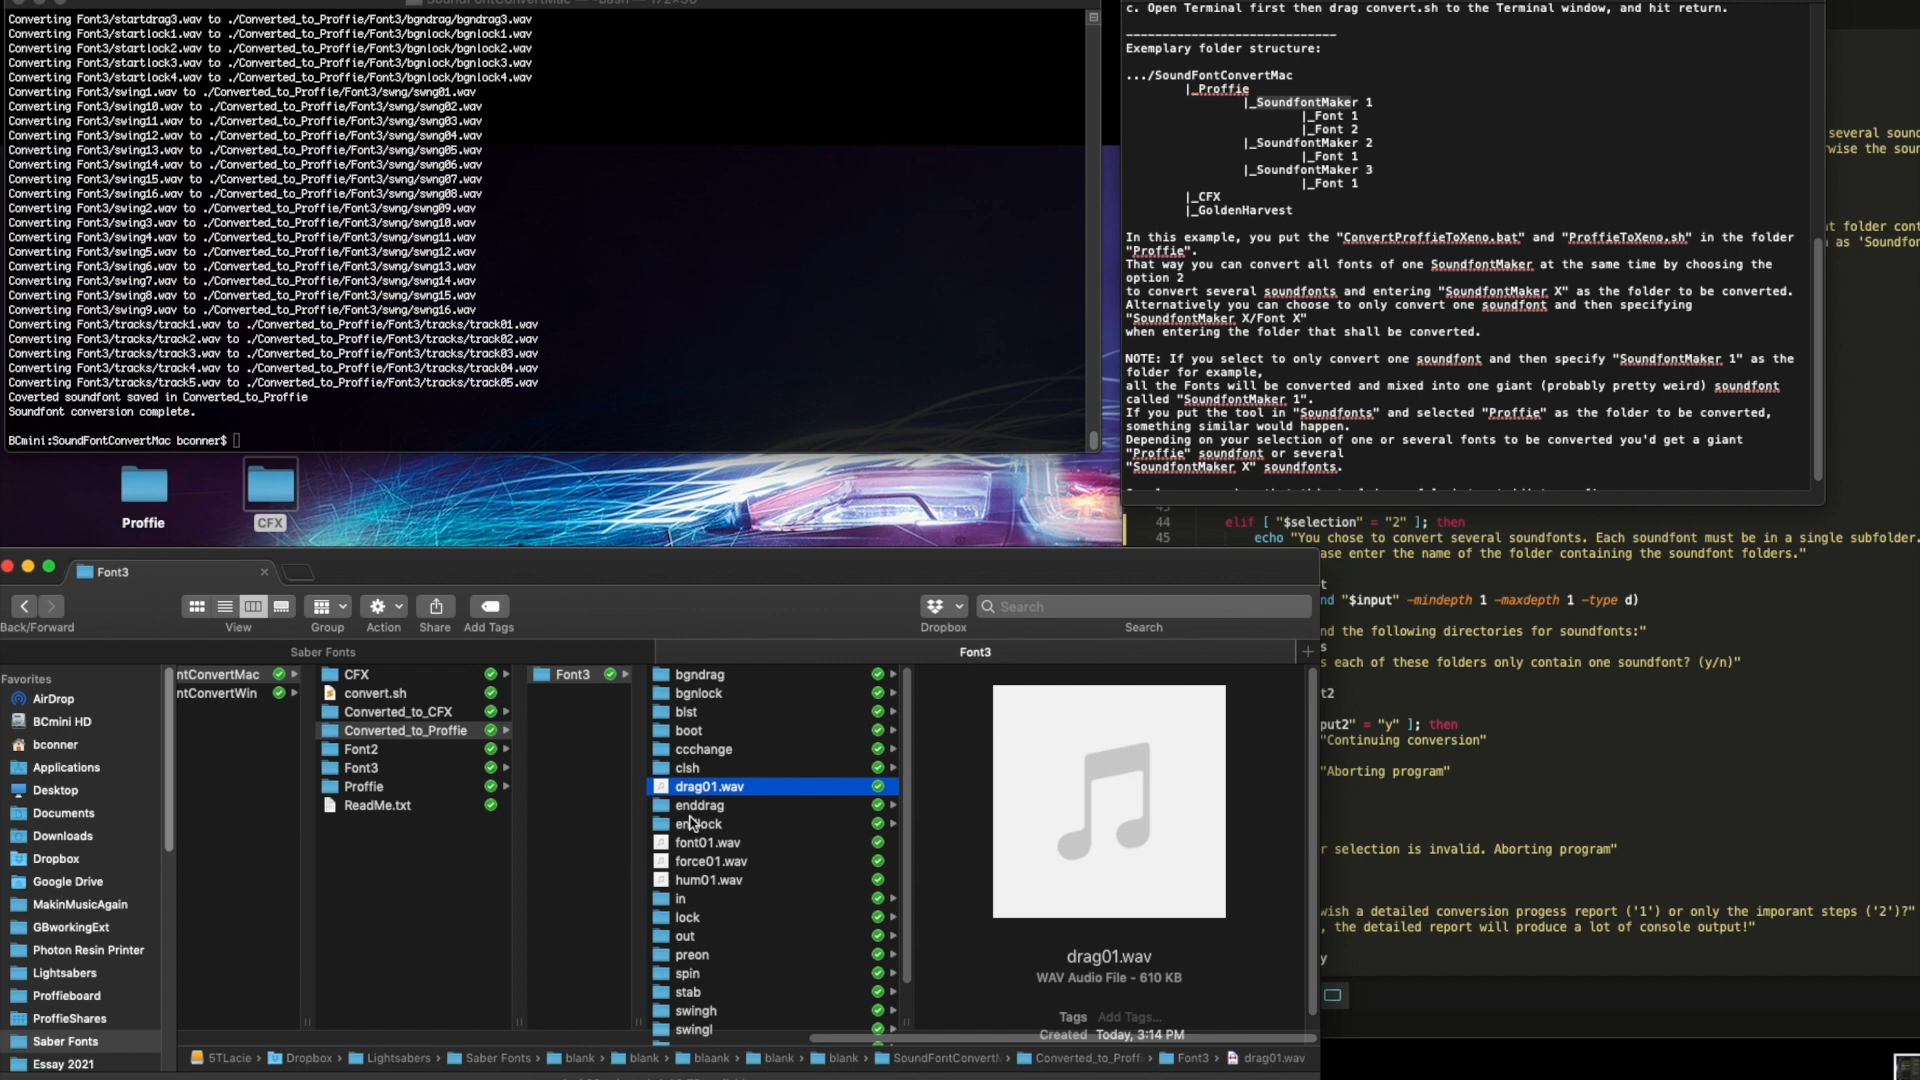 SoundFontConvertMac — -bash — 172×30
Converting Font3/startdrag3.wav to ./Converted_to_Proffie/Font3/bgndrag/bgndrag3.wav
Converting Font3/startlock1.wav to ./Converted_to_Proffie/Font3/bgnlock/bgnlock1.wav
Converting Font3/startlock2.wav to ./Converted_to_Proffie/Font3/bgnlock/bgnlock2.wav
Converting Font3/startlock3.wav to ./Converted_to_Proffie/Font3/bgnlock/bgnlock3.wav
Converting Font3/startlock4.wav to ./Converted_to_Proffie/Font3/bgnlock/bgnlock4.wav
Converting Font3/swing1.wav to ./Converted_to_Proffie/Font3/swng/swng01.wav
Converting Font3/swing10.wav to ./Converted_to_Proffie/Font3/swng/swng02.wav
Converting Font3/swing11.wav to ./Converted_to_Proffie/Font3/swng/swng03.wav
Converting Font3/swing12.wav to ./Converted_to_Proffie/Font3/swng/swng04.wav
Converting Font3/swing13.wav to ./Converted_to_Proffie/Font3/swng/swng05.wav
Converting Font3/swing14.wav to ./Converted_to_Proffie/Font3/swng/swng06.wav
Converting Font3/swing15.wav to ./Converted_to_Proffie/Font3/swng/swng07.wav
Converting Font3/swing16.wav to ./Converted_to_Proffie/Font3/swng/swng08.wav
Converting Font3/swing2.wav to ./Converted_to_Proffie/Font3/swng/swng09.wav
Converting Font3/swing3.wav to ./Converted_to_Proffie/Font3/swng/swng10.wav
Converting Font3/swing4.wav to ./Converted_to_Proffie/Font3/swng/swng11.wav
Converting Font3/swing5.wav to ./Converted_to_Proffie/Font3/swng/swng12.wav
Converting Font3/swing6.wav to ./Converted_to_Proffie/Font3/swng/swng13.wav
Converting Font3/swing7.wav to ./Converted_to_Proffie/Font3/swng/swng14.wav
Converting Font3/swing8.wav to ./Converted_to_Proffie/Font3/swng/swng15.wav
Converting Font3/swing9.wav to ./Converted_to_Proffie/Font3/swng/swng16.wav
Converting Font3/tracks/track1.wav to ./Converted_to_Proffie/Font3/tracks/track01.wav
Converting Font3/tracks/track2.wav to ./Converted_to_Proffie/Font3/tracks/track02.wav
Converting Font3/tracks/track3.wav to ./Converted_to_Proffie/Font3/tracks/track03.wav
Converting Font3/tracks/track4.wav to ./Converted_to_Proffie/Font3/tracks/track04.wav
Converting Font3/tracks/track5.wav to ./Converted_to_Proffie/Font3/tracks/track05.wav
Coverted soundfont saved in Converted_to_Proffie
Soundfont conversion complete.
BCmini:SoundFontConvertMac bconner$
c. Open Terminal first then drag convert.sh to the Terminal window, and hit return.
-----------------------------
Exemplary folder structure:
.../SoundFontConvertMac
|_Proffie
|_SoundfontMaker 1
|_Font 1
|_Font 2
|_SoundfontMaker 2
|_Font 1
|_SoundfontMaker 3
|_Font 1
|_CFX
|_GoldenHarvest
In this example, you put the "ConvertProffieToXeno.bat" and "ProffieToXeno.sh" in the folder
"Proffie".
That way you can convert all fonts of one SoundfontMaker at the same time by choosing the
option 2
to convert several soundfonts and entering "SoundfontMaker X" as the folder to be converted.
Alternatively you can choose to only convert one soundfont and then specifying
"SoundfontMaker X/Font X"
when entering the folder that shall be converted.
NOTE: If you select to only convert one soundfont and then specify "SoundfontMaker 1" as the
folder for example,
all the Fonts will be converted and mixed into one giant (probably pretty weird) soundfont
called "SoundfontMaker 1".
If you put the tool in "Soundfonts" and selected "Proffie" as the folder to be converted,
something similar would happen.
Depending on your selection of one or several fonts to be converted you'd get a giant
"Proffie" soundfont or several
"SoundfontMaker X" soundfonts.
several sound
wise the soun
t folder cont
as 'Soundfon
44 elif [ "$selection" = "2" ]; then
45 echo "You chose to convert several soundfonts. Each soundfont must be in a single subfolder.
ase enter the name of the folder containing the soundfont folders."
t
nd "$input" -mindepth 1 -maxdepth 1 -type d)
nd the following directories for soundfonts:"
s
s each of these folders only contain one soundfont? (y/n)"
t2
put2" = "y" ]; then
"Continuing conversion"
"Aborting program"
r selection is invalid. Aborting program"
wish a detailed conversion progess report ('1') or only the imporant steps ('2')?"
, the detailed report will produce a lot of console output!"
y
Proffie
CFX
Font3
Back/Forward
View
Group
Action
Share
Add Tags
Dropbox
Search
Search
Saber Fonts
Font3
Favorites
AirDrop
BCmini HD
bconner
Applications
Desktop
Documents
Downloads
Dropbox
Google Drive
MakinMusicAgain
GBworkingExt
Photon Resin Printer
Lightsabers
Proffieboard
ProffieShares
Saber Fonts
Essay 2021
ntConvertMac
ntConvertWin
CFX
convert.sh
Converted_to_CFX
Converted_to_Proffie
Font2
Font3
Proffie
ReadMe.txt
Font3
bgndrag
bgnlock
blst
boot
ccchange
clsh
drag01.wav
enddrag
endlock
font01.wav
force01.wav
hum01.wav
in
lock
out
preon
spin
stab
swingh
swingl
drag01.wav
WAV Audio File - 610 KB
Tags Add Tags...
Created Today, 3:14 PM
5TLacie › Dropbox › Lightsabers › Saber Fonts › blank › blank › blaank › blank › blank › SoundFontConvertM › Converted_to_Proffi › Font3 › drag01.wav